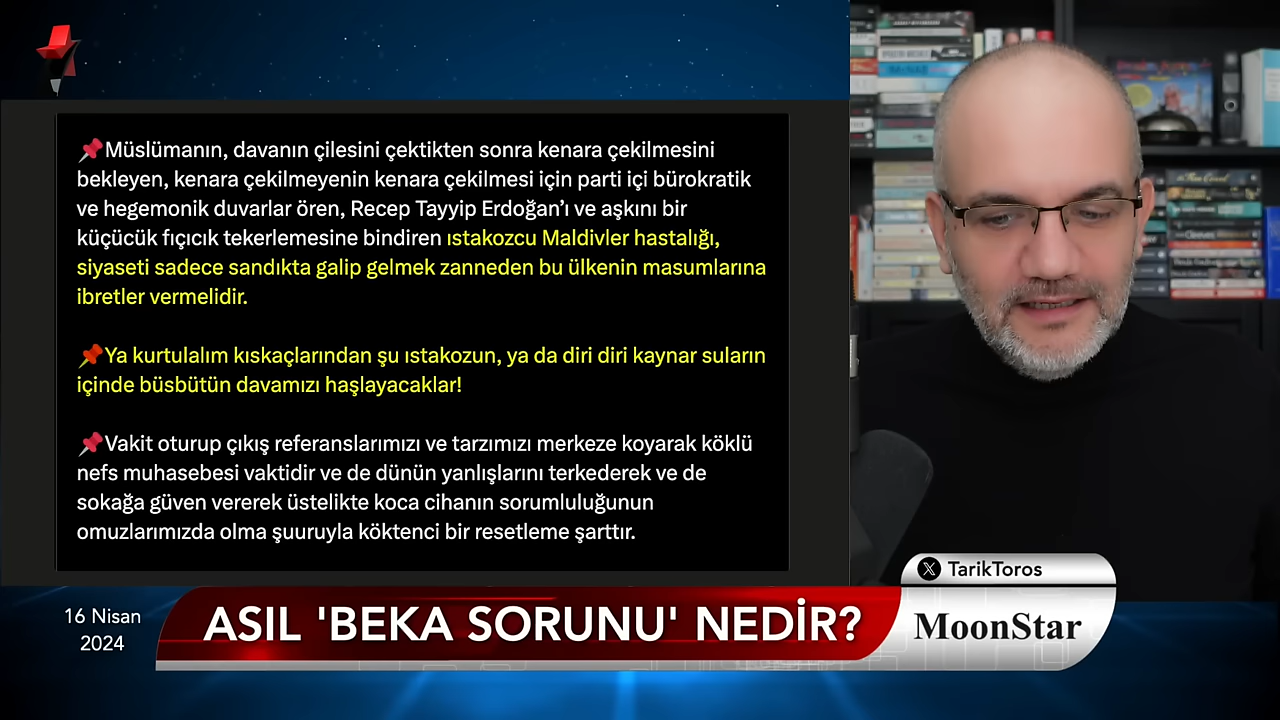 Müslümanın, davanın çilesini çektikten sonra kenara çekilmesini
bekleyen, kenara çekilmeyenin kenara çekilmesi için parti içi bürokratik
ve hegemonik duvarlar ören, Recep Tayyip Erdoğan’ı ve aşkını bir
küçücük fıçıcık tekerlemesine bindiren ıstakozcu Maldivler hastalığı,
siyaseti sadece sandıkta galip gelmek zanneden bu ülkenin masumlarına
ibretler vermelidir.
Ya kurtulalım kıskaçlarından şu ıstakozun, ya da diri diri kaynar suların
içinde büsbütün davamızı haşlayacaklar!
Vakit oturup çıkış referanslarımızı ve tarzımızı merkeze koyarak köklü
nefs muhasebesi vaktidir ve de dünün yanlışlarını terkederek ve de
sokağa güven vererek üstelikte koca cihanın sorumluluğunun
omuzlarımızda olma şuuruyla köktenci bir resetleme şarttır.
X TarikToros
16 Nisan
2024
ASIL 'BEKA SORUNU' NEDİR?
MoonStar